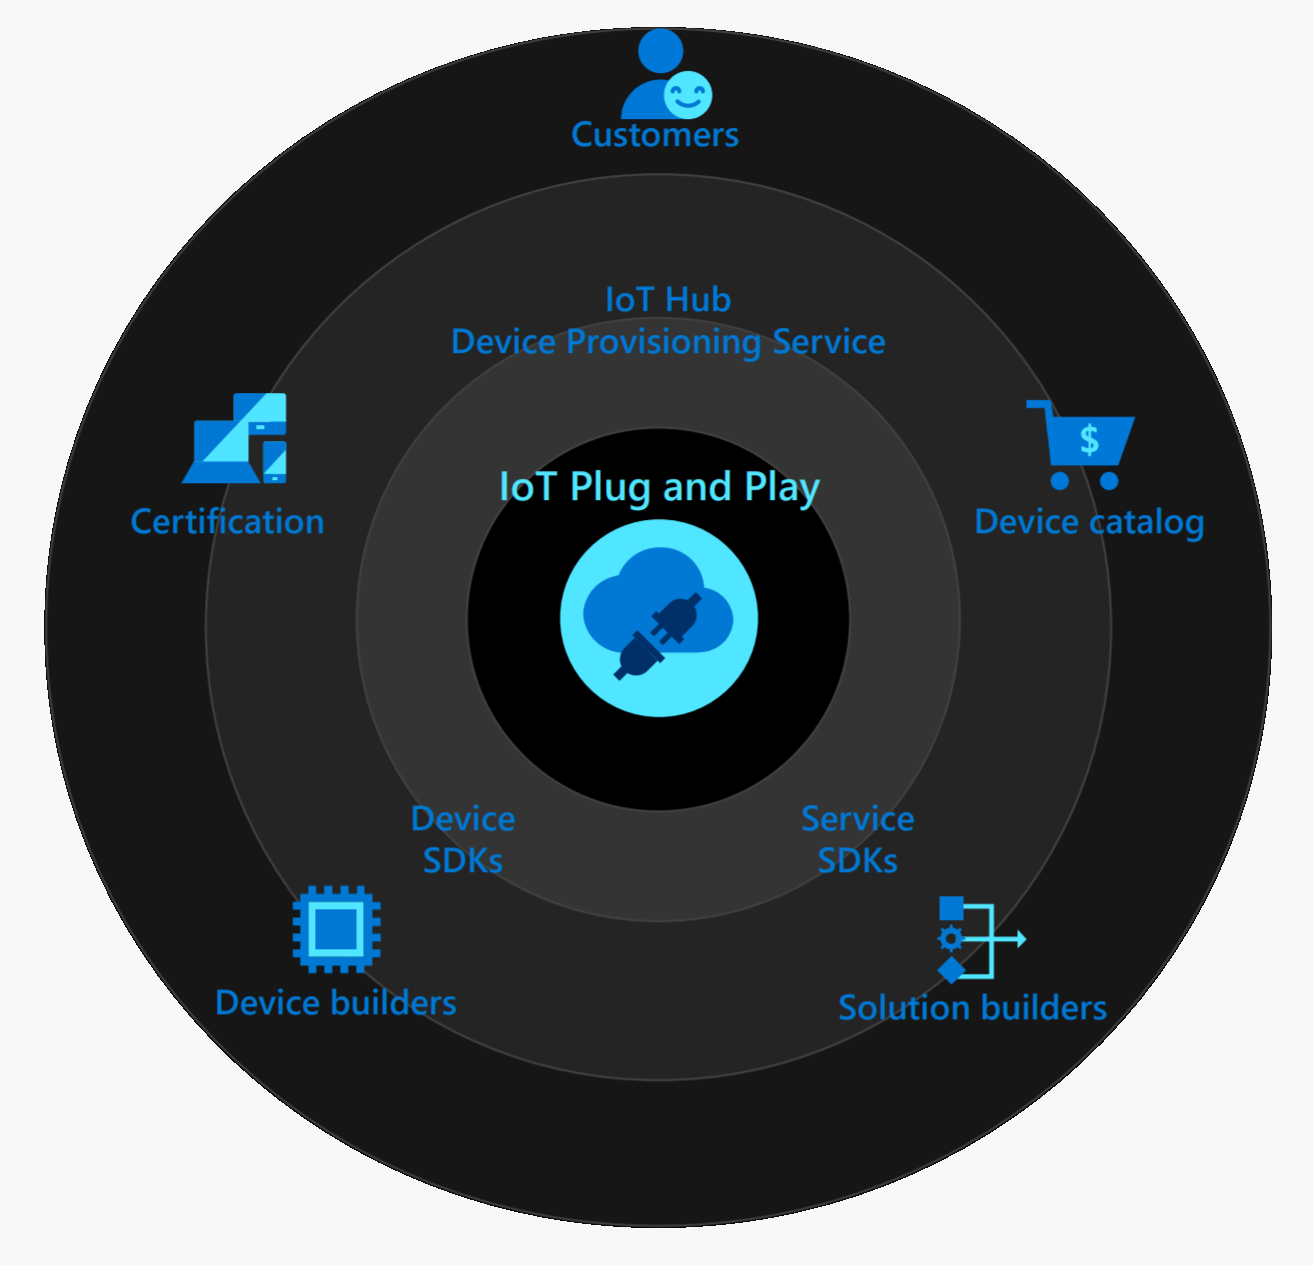 Customers
IoT Hub
Device Provisioning Service
$
IoT Plug and Play
Certification
Device catalog
Device
SDKs
Service
SDKs
Device builders
Solution builders